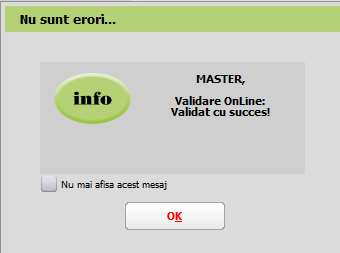 Nu sunt erori...
info
MASTER,
Validare OnLine:
Validat cu succes!
Nu mai afisa acest mesaj
OK